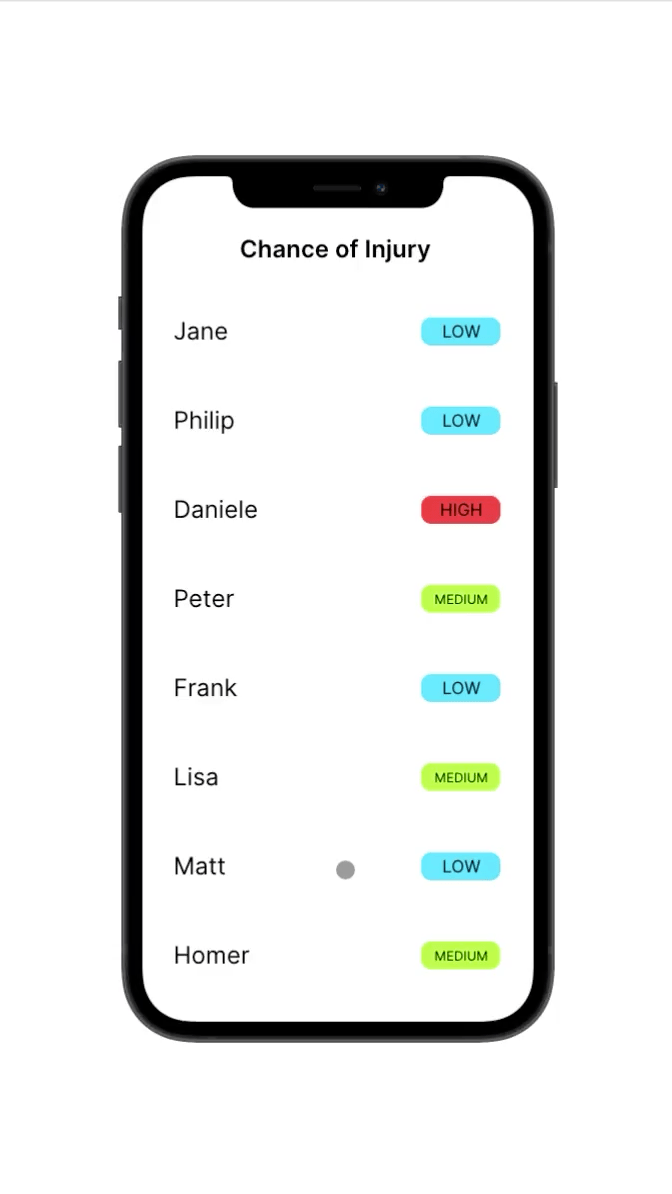 Chance of Injury
Jane LOW
Philip LOW
Daniele HIGH
Peter MEDIUM
Frank LOW
Lisa MEDIUM
Matt LOW
Homer MEDIUM